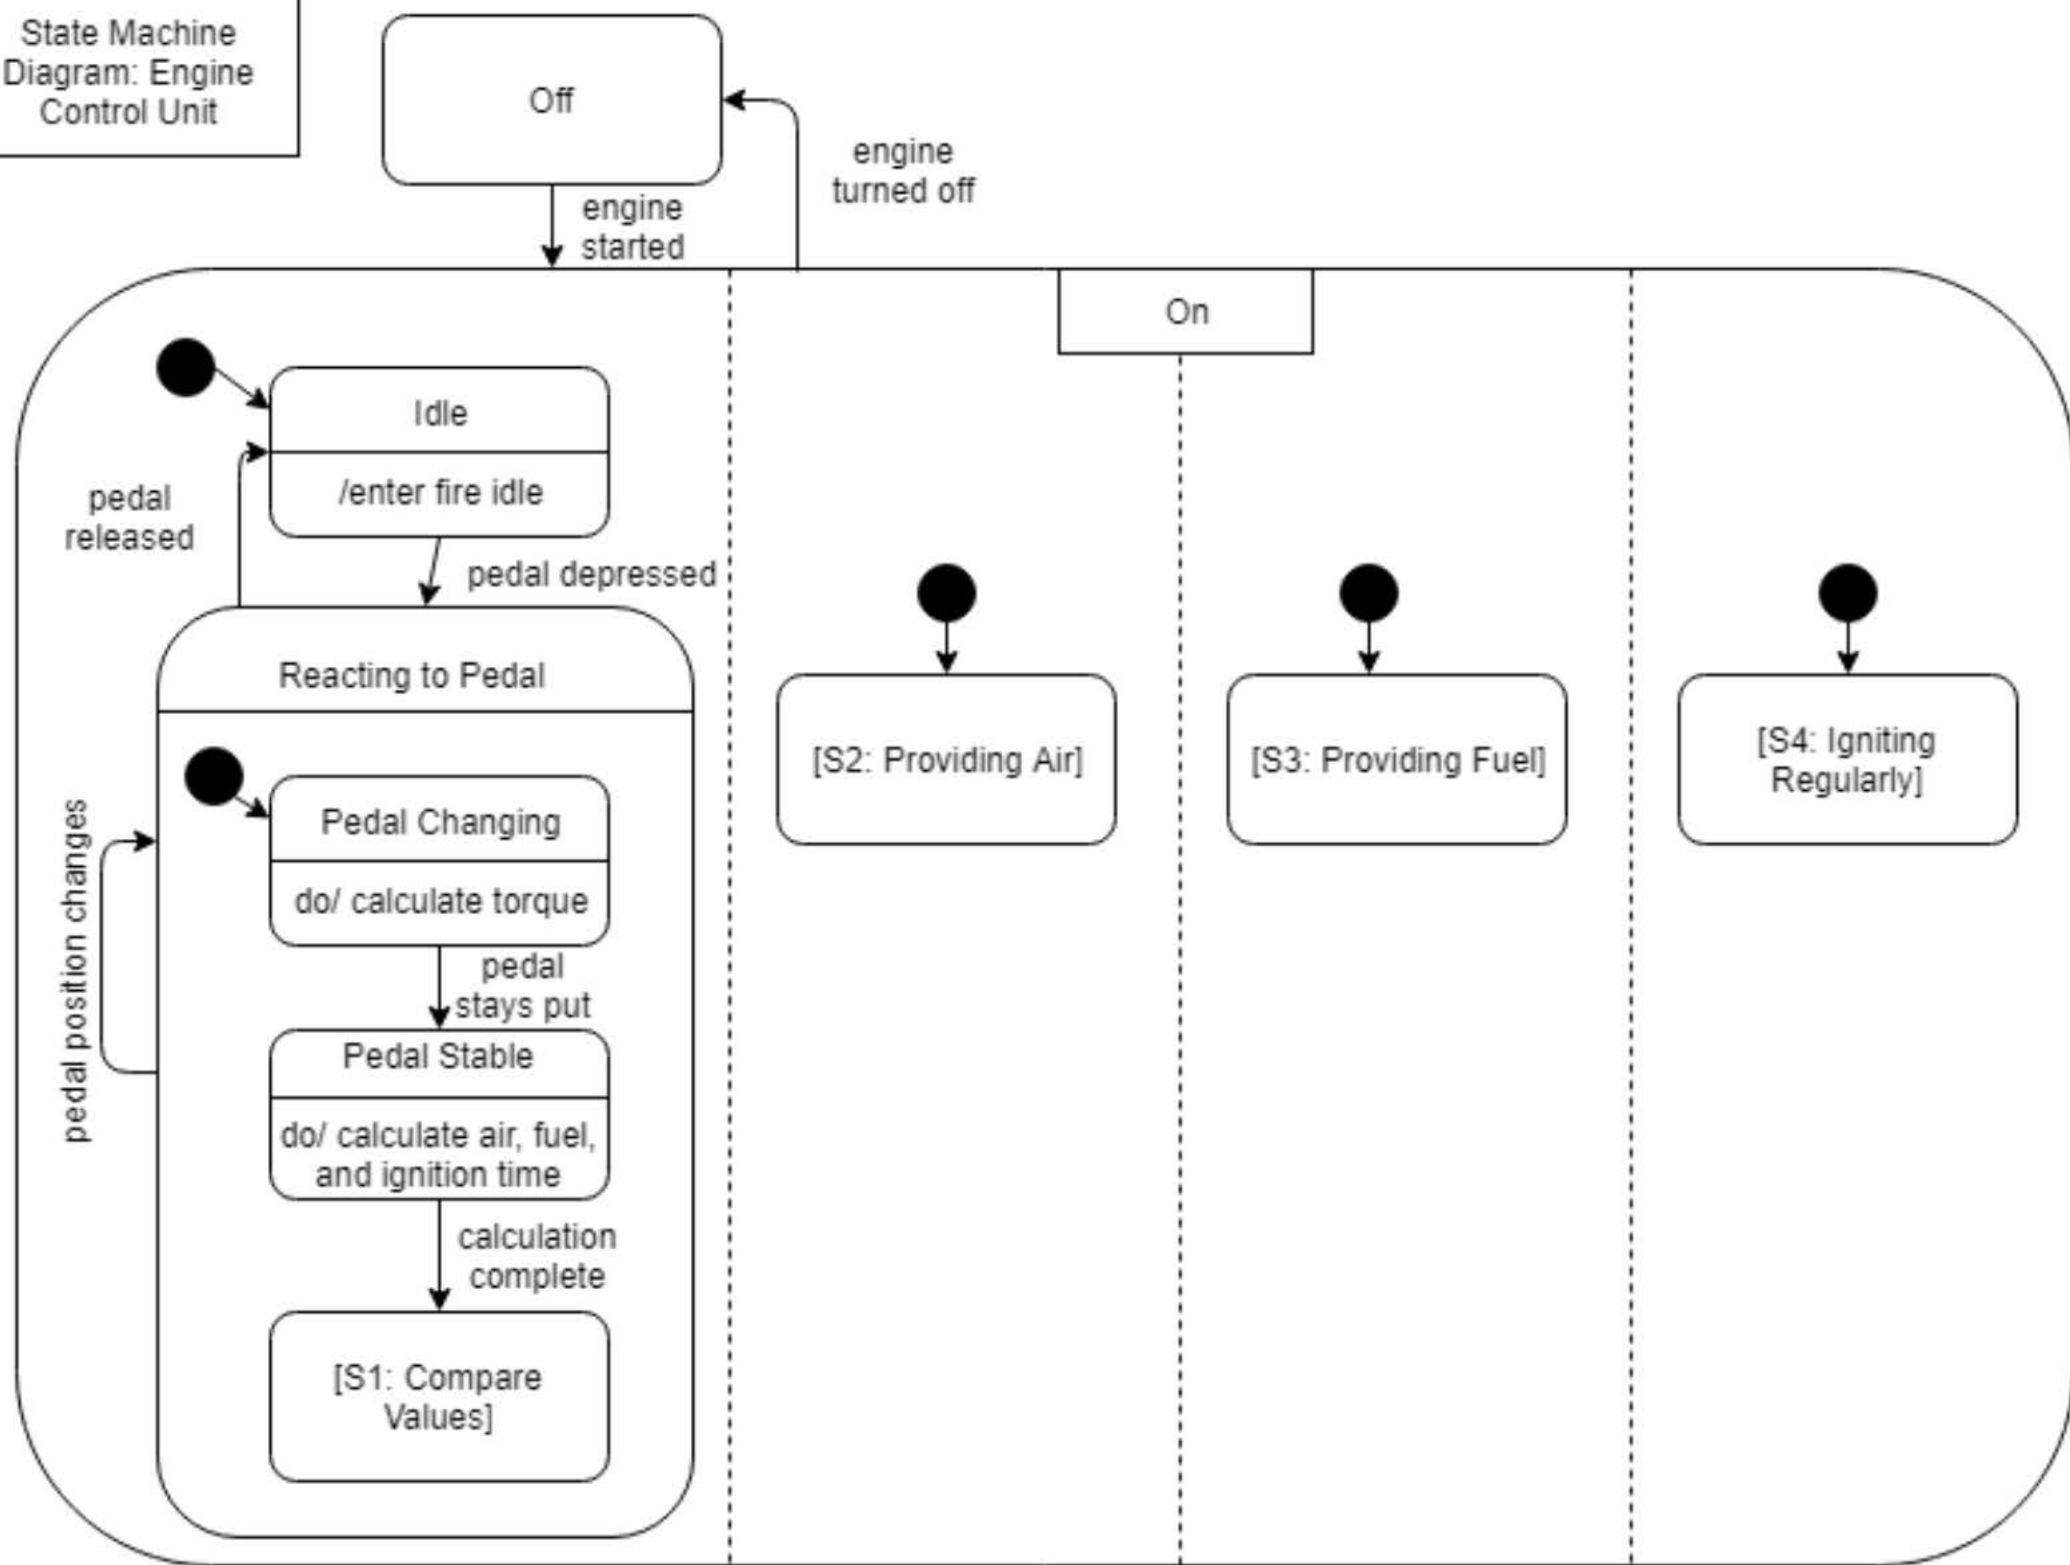 State Machine
Diagram: Engine
Control Unit
Off
engine
turned off
engine
started
On
Idle
/enter fire idle
pedal
released
pedal depressed
Reacting to Pedal
Pedal Changing
do/ calculate torque
pedal position changes
pedal
stays put
Pedal Stable
do/ calculate air, fuel,
and ignition time
calculation
complete
[S1: Compare
Values]
[S2: Providing Air]
[S3: Providing Fuel]
[S4: Igniting
Regularly]